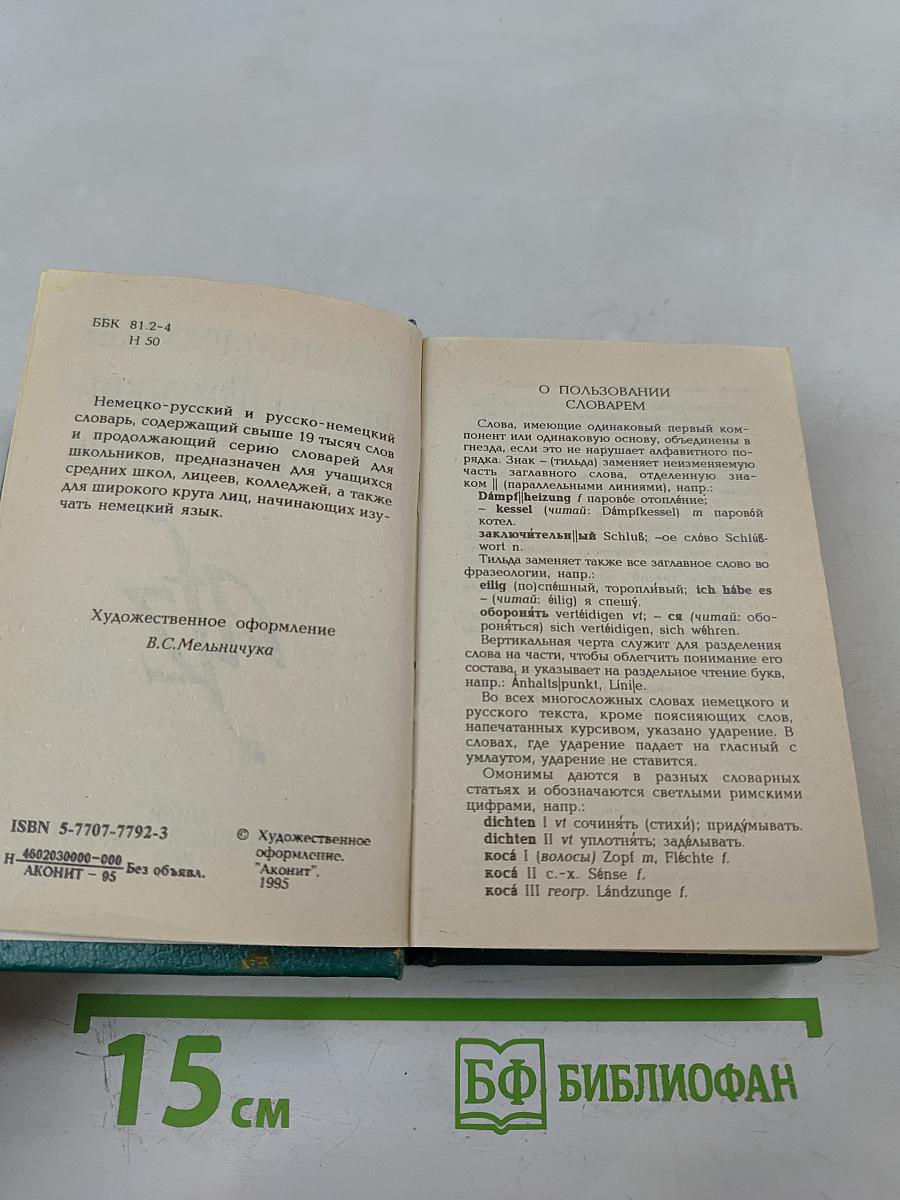 ББК 81.2-4
Н 50
Немецко-русский и русско-немецкий
словарь, содержащий свыше 19 тысяч слов
и продолжающий серию словарей для
школьников, предназначен для учащихся
средних школ, лицеев, колледжей, а также
для широкого круга лиц, начинающих изу-
чать немецкий язык.
Художественное оформление
В.С.Мельничука
ISBN 5-7707-7792-3
Н 4602030000-000
АКОНИТ - 95
Без объявл.
© Художественное
оформление.
"Аконит".
1995
О ПОЛЬЗОВАНИИ
СЛОВАРЕМ
Слова, имеющие одинаковый первый ком-
понент или одинаковую основу, объединены в
гнезда, если это не нарушает алфавитного по-
рядка. Знак ~ (тильда) заменяет неизменяемую
часть заглавного слова, отделенную зна-
ком || (параллельными линиями), напр.:
Dámpf||heizung f паровóе отоплéние;
~ kessel (читай: Dámpfkessel) m паровóй
котел.
заключи́тельн||ый Schluß; ~ое слóво Schlúß-
wort n.
Тильда заменяет также все заглавное слово во
фразеологии, напр.:
eilig (по)спéшный, торопли́вый; ich hábe es
~ (читай: éilig) я спешу́.
обороня́ть vertéidigen vt; ~ ся (читай: обо-
роня́ться) sich vertéidigen, sich wéhren.
Вертикальная черта служит для разделения
слова на части, чтобы облегчить понимание его
состава, и указывает на раздельное чтение букв,
напр.: Ánhalts|punkt, Líni|e.
Во всех многосложных словах немецкого и
русского текста, кроме поясняющих слов,
напечатанных курсивом, указано ударение. В
словах, где ударение падает на гласный с
умлаутом, ударение не ставится.
Омонимы даются в разных словарных
статьях и обозначаются светлыми римскими
цифрами, напр.:
dichten I vt сочиня́ть (стихи́); приду́мывать.
dichten II vt уплотня́ть; задéлывать.
косá I (волосы) Zopf m, Fléchte f.
косá II с.-х. Sénse f.
косá III геогр. Lándzunge f.
15 см
БФ БИБЛИОФАН